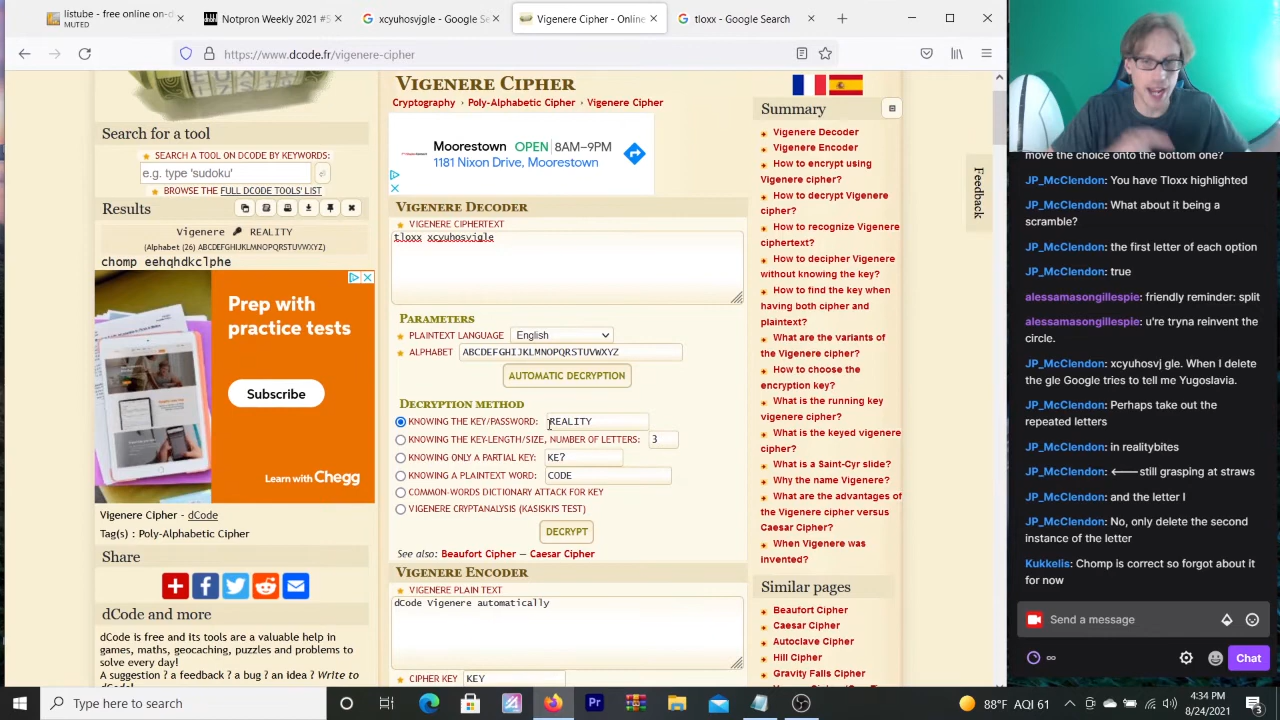 listube - f
MUTED
Notpron Weekly 2021 #5
xcyuhosvjgle - Google Se
Vigenere Cipher - Online
tloxx - Google Search
https://www.dcode.fr/vigenere-cipher
Search for a tool
SEARCH A TOOL ON DCODE BY KEYWORDS:
e.g. type 'sudoku'
BROWSE THE FULL DCODE TOOLS' LIST
Results
Vigenere REALITY
(Alphabet (26) ABCDEFGHIJKLMNOPQRSTUVWXYZ)
chomp eehqhdkclphe
Prep with
practice tests
Subscribe
Learn with Chegg
Vigenere Cipher - dCode
Tag(s) : Poly-Alphabetic Cipher
Share
dCode and more
dCode is free and its tools are a valuable help in
games, maths, geocaching, puzzles and problems to
solve every day!
A suggestion ? a feedback ? a bug ? an idea ? Write to
VIGENERE CIPHER
Cryptography › Poly-Alphabetic Cipher › Vigenere Cipher
Moorestown OPEN 8AM–9PM
1181 Nixon Drive, Moorestown
VIGENERE DECODER
VIGENERE CIPHERTEXT
tloxx xcyuhosvjgle
PARAMETERS
PLAINTEXT LANGUAGE English
ALPHABET ABCDEFGHIJKLMNOPQRSTUVWXYZ
AUTOMATIC DECRYPTION
DECRYPTION METHOD
KNOWING THE KEY/PASSWORD: REALITY
KNOWING THE KEY-LENGTH/SIZE, NUMBER OF LETTERS: 3
KNOWING ONLY A PARTIAL KEY: KE?
KNOWING A PLAINTEXT WORD: CODE
COMMON-WORDS DICTIONARY ATTACK FOR KEY
VIGENERE CRYPTANALYSIS (KASISKI'S TEST)
DECRYPT
See also: Beaufort Cipher — Caesar Cipher
VIGENERE ENCODER
VIGENERE PLAIN TEXT
dCode Vigenere automatically
CIPHER KEY KEY
Summary
Vigenere Decoder
Vigenere Encoder
How to encrypt using
Vigenere cipher?
How to decrypt Vigenere
cipher?
How to recognize Vigenere
ciphertext?
How to decipher Vigenere
without knowing the key?
How to find the key when
having both cipher and
plaintext?
What are the variants of
the Vigenere cipher?
How to choose the
encryption key?
What is the running key
vigenere cipher?
What is the keyed vigenere
cipher?
What is a Saint-Cyr slide?
Why the name Vigenere?
What are the advantages of
the Vigenere cipher versus
Caesar Cipher?
When Vigenere was
invented?
Similar pages
Beaufort Cipher
Caesar Cipher
Autoclave Cipher
Hill Cipher
Gravity Falls Cipher
Feedback
move the choice onto the bottom one?
JP_McClendon: You have Tloxx highlighted
JP_McClendon: What about it being a
scramble?
JP_McClendon: the first letter of each option
JP_McClendon: true
alessamasongillespie: friendly reminder: split
alessamasongillespie: u're tryna reinvent the
circle.
JP_McClendon: xcyuhosvj gle. When I delete
the gle Google tries to tell me Yugoslavia.
JP_McClendon: Perhaps take out the
repeated letters
JP_McClendon: in realitybites
JP_McClendon: <---still grasping at straws
JP_McClendon: and the letter I
JP_McClendon: No, only delete the second
instance of the letter
Kukkelis: Chomp is correct so forgot about it
for now
Send a message
Chat
Type here to search
88°F AQI 61
4:34 PM
8/24/2021
3